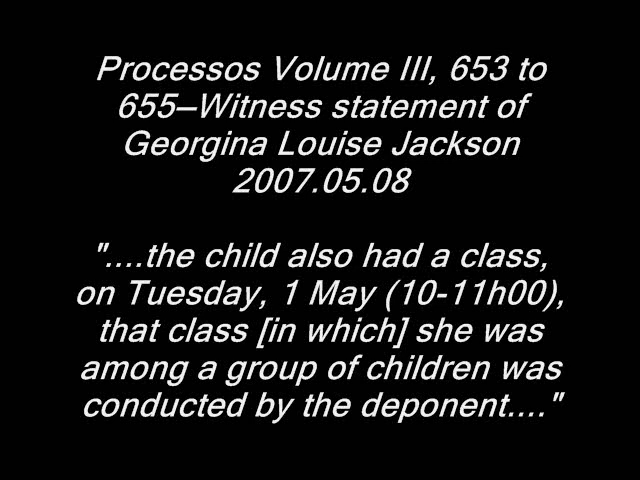 Processos Volume III, 653 to
655—Witness statement of
Georgina Louise Jackson
2007.05.08
"....the child also had a class,
on Tuesday, 1 May (10-11h00),
that class [in which] she was
among a group of children was
conducted by the deponent...."